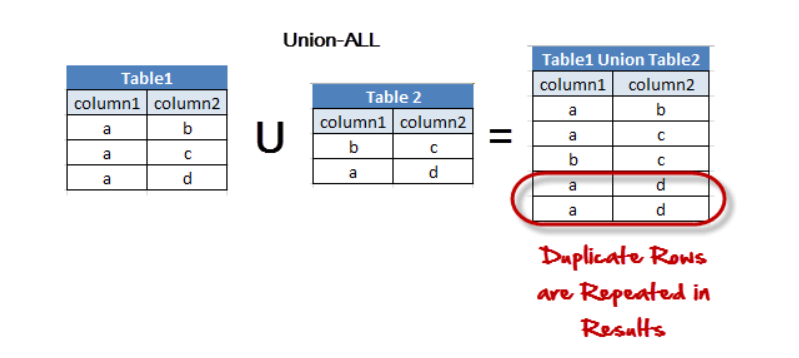 Union-ALL
Table1
column1 column2
a b
a c
a d
U
Table 2
column1 column2
b c
a d
=
Table1 Union Table2
column1 column2
a b
a c
b c
a d
a d
Duplicate Rows
are Repeated in
Results